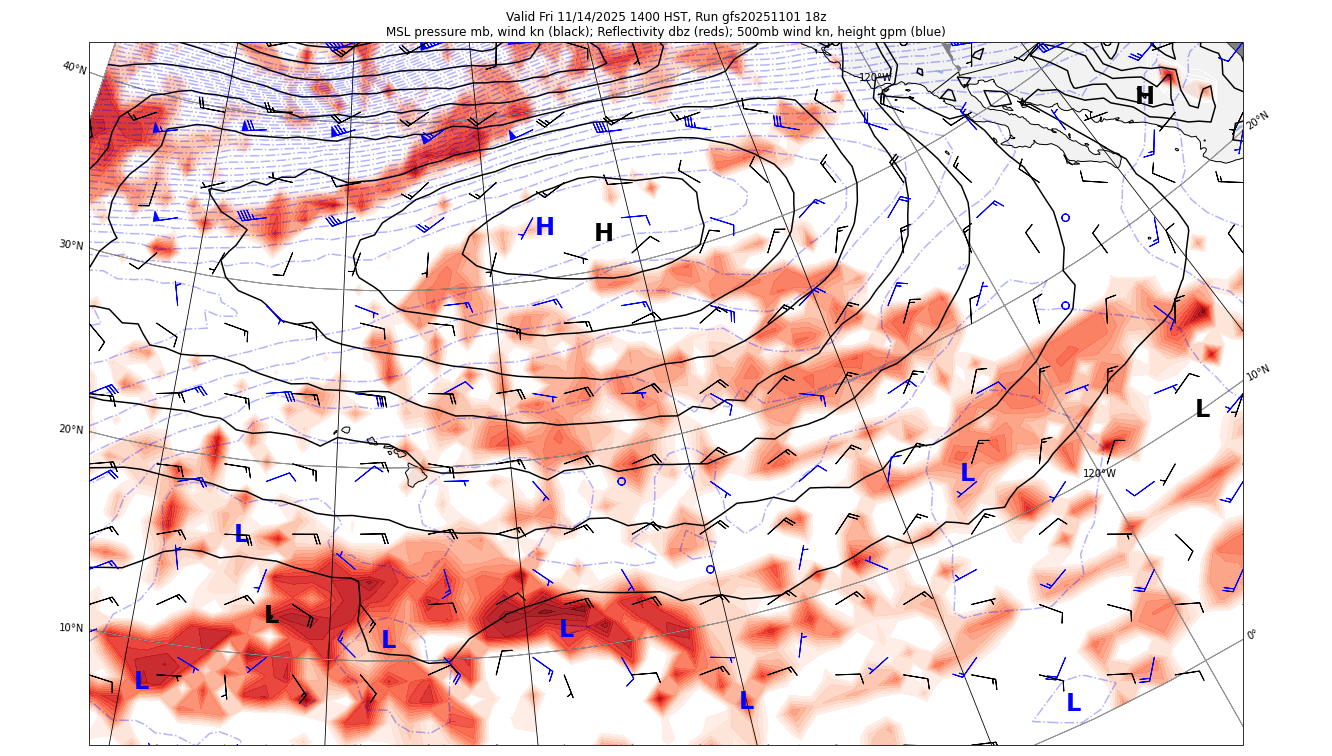 Valid Fri 11/14/2025 1400 HST, Run gfs20251101 18z
MSL pressure mb, wind kn (black); Reflectivity dbz (reds); 500mb wind kn, height gpm (blue)
40°N
120°W
H
20°N
H
H
30°N
10°N
L
20°N
L
120°W
L
L
10°N
L
L
0°
L
L
L